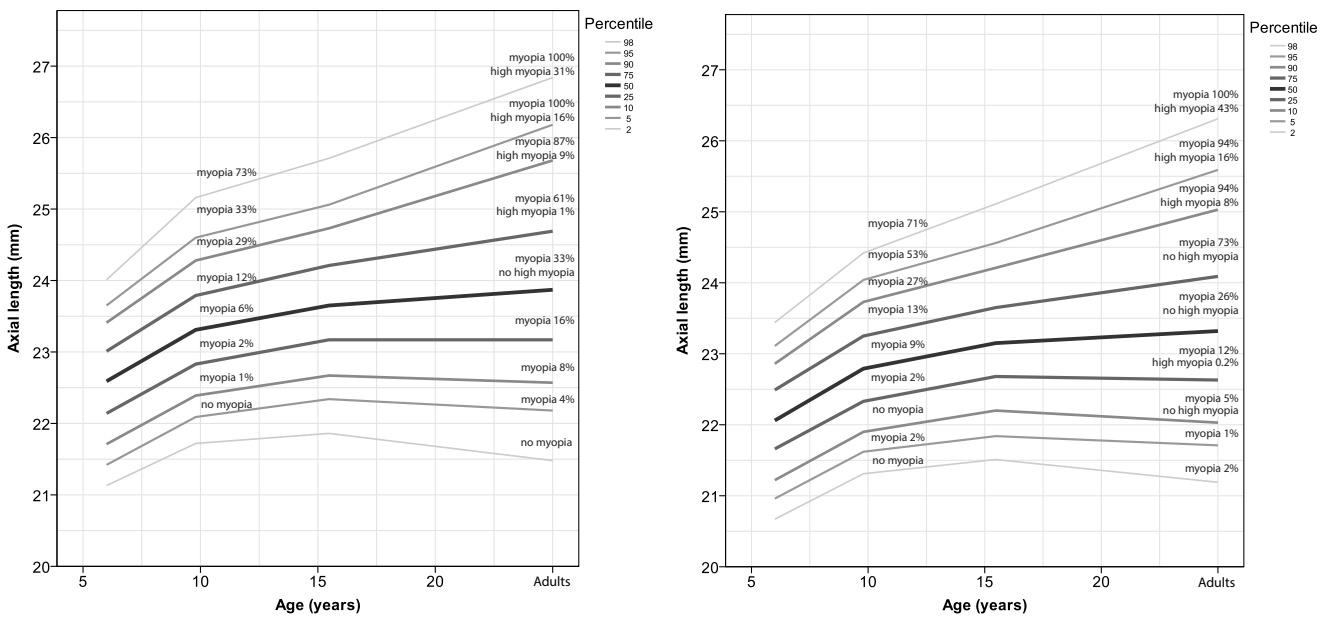 Percentile
98
95
90
75
50
25
10
5
2
myopia 100%
high myopia 31%
myopia 100%
high myopia 16%
myopia 87%
high myopia 9%
myopia 61%
high myopia 1%
myopia 33%
no high myopia
myopia 16%
myopia 8%
myopia 4%
no myopia
myopia 73%
myopia 33%
myopia 29%
myopia 12%
myopia 6%
myopia 2%
myopia 1%
no myopia
Axial length (mm)
27
26
25
24
23
22
21
20
5
10
15
20
Adults
Age (years)
Percentile
98
95
90
75
50
25
10
5
2
myopia 100%
high myopia 43%
myopia 94%
high myopia 16%
myopia 94%
high myopia 8%
myopia 73%
no high myopia
myopia 26%
no high myopia
myopia 12%
high myopia 0.2%
myopia 5%
no high myopia
myopia 1%
myopia 2%
myopia 71%
myopia 53%
myopia 27%
myopia 13%
myopia 9%
myopia 2%
no myopia
myopia 2%
no myopia
Axial length (mm)
27
26
25
24
23
22
21
20
5
10
15
20
Adults
Age (years)